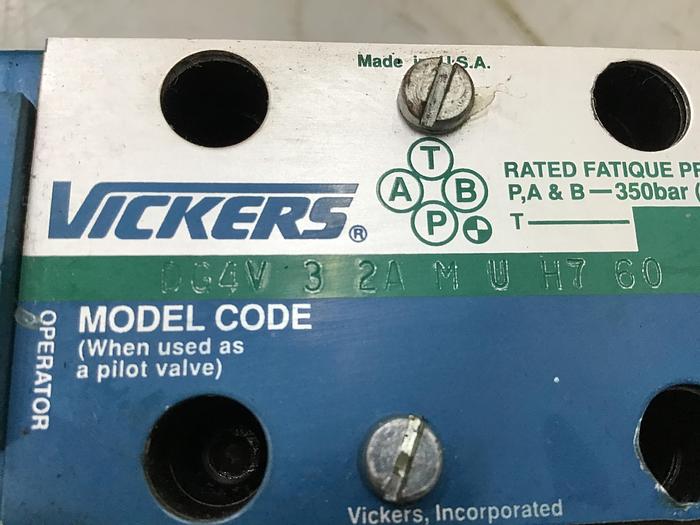 Made in U.S.A.
VICKERS®
T
A B
P
RATED FATIQUE
P,A & B—350bar
T
DG4V 3 2A M U H7 60
OPERATOR
MODEL CODE
(When used as
a pilot valve)
Vickers, Incorporated